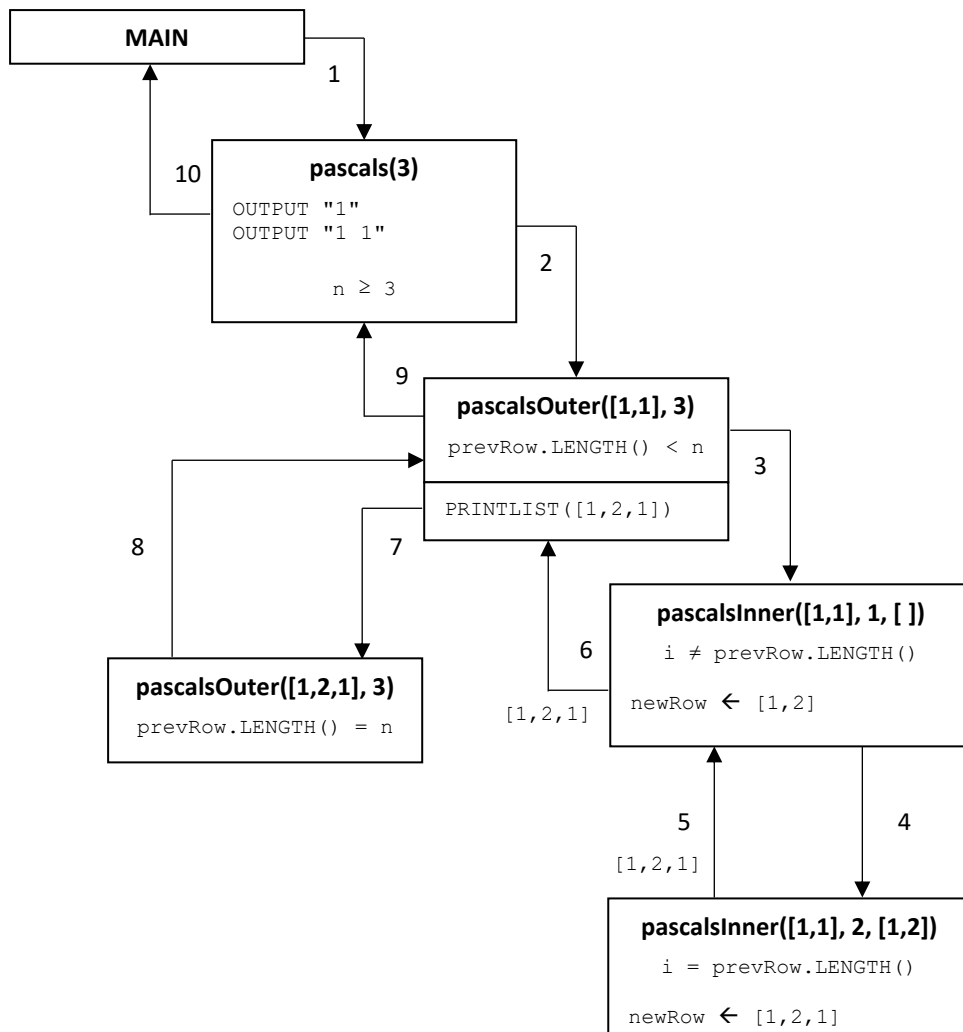 MAIN
1
10
pascals(3)
OUTPUT "1"
OUTPUT "1 1"
n ≥ 3
2
9
pascalsOuter([1,1], 3)
prevRow.LENGTH() < n
PRINTLIST([1,2,1])
3
8
7
pascalsInner([1,1], 1, [ ])
i ≠ prevRow.LENGTH()
newRow ← [1,2]
6
[1,2,1]
pascalsOuter([1,2,1], 3)
prevRow.LENGTH() = n
5
[1,2,1]
4
pascalsInner([1,1], 2, [1,2])
i = prevRow.LENGTH()
newRow ← [1,2,1]